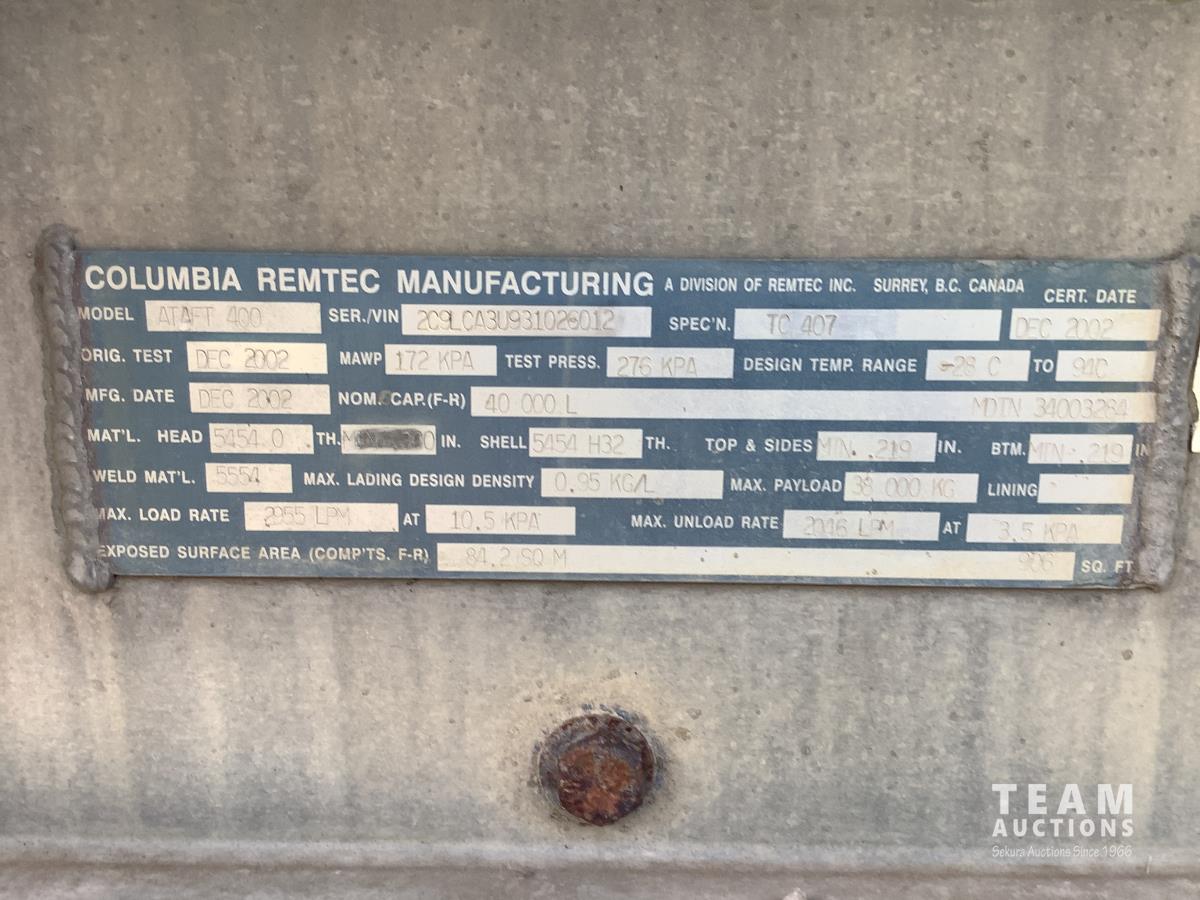 COLUMBIA REMTEC MANUFACTURING A DIVISION OF REMTEC INC. SURREY, B.C. CANADA CERT. DATE
MODEL ATAFT 400 SER./VIN 2C9LCA3U931026012 SPEC'N. TC 407 DEC 2002
ORIG. TEST DEC 2002 MAWP 172 KPA TEST PRESS. 276 KPA DESIGN TEMP. RANGE -28 C TO 94C
MFG. DATE DEC 2002 NOM. CAP.(F-R) 40 000 L MDTN 34003264
MAT'L. HEAD 5454.0 TH. IN. SHELL 5454 H32 TH. TOP & SIDES MIN. .219 IN. BTM. MIN. .219 IN
WELD MAT'L. 5554 MAX. LADING DESIGN DENSITY 0.95 KG/L MAX. PAYLOAD 38 000 KG LINING
MAX. LOAD RATE 2955 LPM AT 10.5 KPA MAX. UNLOAD RATE 2046 LPM AT 3.5 KPA
EXPOSED SURFACE AREA (COMP'TS. F-R) 84.2 SQ M 906 SQ. FT
TEAM
AUCTIONS
Sekura Auctions Since 1966